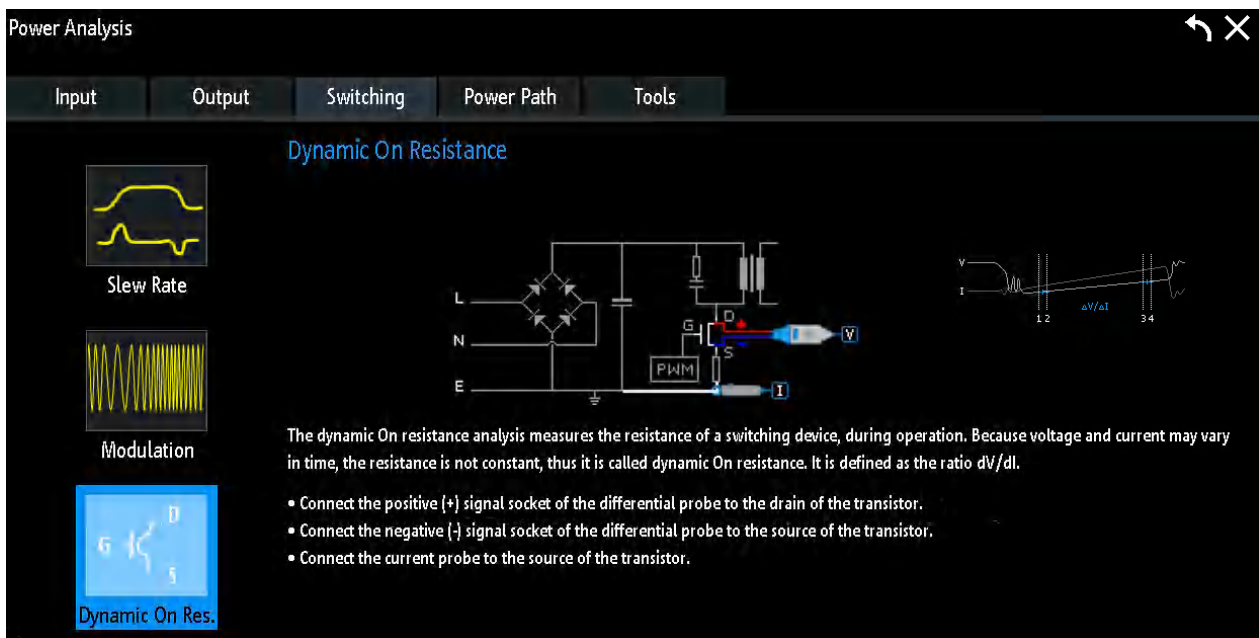 Power Analysis
Input Output Switching Power Path Tools
Dynamic On Resistance
Slew Rate
L
N
E
G
D
+
-
S
PWM
V
I
V
I
ΔV/ΔI
1 2 3 4
Modulation
The dynamic On resistance analysis measures the resistance of a switching device, during operation. Because voltage and current may vary
in time, the resistance is not constant, thus it is called dynamic On resistance. It is defined as the ratio dV/dI.
• Connect the positive (+) signal socket of the differential probe to the drain of the transistor.
• Connect the negative (-) signal socket of the differential probe to the source of the transistor.
• Connect the current probe to the source of the transistor.
G
D
S
Dynamic On Res.